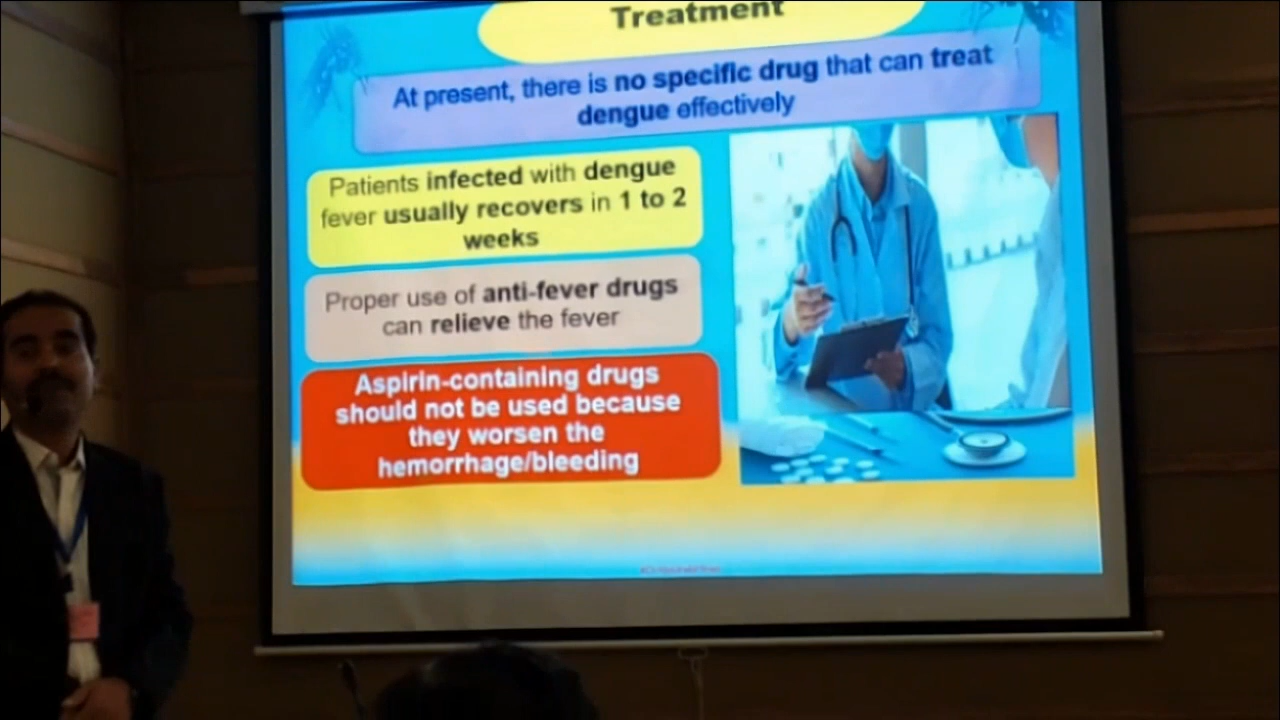 Treatment
At present, there is no specific drug that can treat
dengue effectively
Patients infected with dengue
fever usually recovers in 1 to 2
weeks
Proper use of anti-fever drugs
can relieve the fever
Aspirin-containing drugs
should not be used because
they worsen the
hemorrhage/bleeding